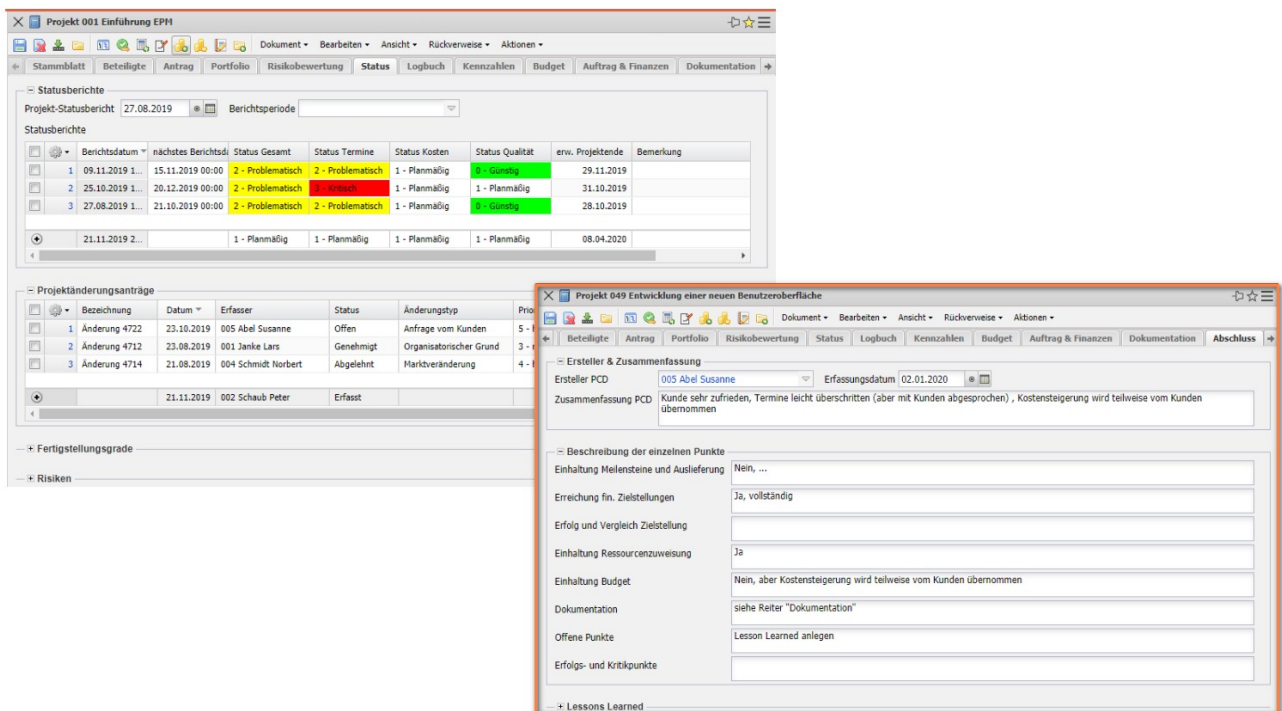 Projekt 001 Einführung EPM
Dokument Bearbeiten Ansicht Rückverweise Aktionen
Stammblatt Beteiligte Antrag Portfolio Risikobewertung Status Logbuch Kennzahlen Budget Auftrag & Finanzen Dokumentation
Statusberichte
Projekt-Statusbericht 27.08.2019 Berichtsperiode
Statusberichte
Berichtsdatum nächstes Berichtsda Status Gesamt Status Termine Status Kosten Status Qualität erw. Projektende Bemerkung
1 09.11.2019 1... 15.11.2019 00:00 2 - Problematisch 2 - Problematisch 1 - Planmäßig 0 - Günstig 29.11.2019
2 25.10.2019 1... 20.12.2019 00:00 2 - Problematisch 3 - Kritisch 1 - Planmäßig 1 - Planmäßig 31.10.2019
3 27.08.2019 1... 21.10.2019 00:00 2 - Problematisch 2 - Problematisch 1 - Planmäßig 0 - Günstig 28.10.2019
21.11.2019 2... 1 - Planmäßig 1 - Planmäßig 1 - Planmäßig 1 - Planmäßig 08.04.2020
Projektänderungsanträge
Bezeichnung Datum Erfasser Status Änderungstyp Prior
1 Änderung 4722 23.10.2019 005 Abel Susanne Offen Anfrage vom Kunden 5 -
2 Änderung 4712 23.08.2019 001 Janke Lars Genehmigt Organisatorischer Grund 3 -
3 Änderung 4714 21.08.2019 004 Schmidt Norbert Abgelehnt Marktveränderung 4 -
21.11.2019 002 Schaub Peter Erfasst
Fertigstellungsgrade
Risiken
Projekt 049 Entwicklung einer neuen Benutzeroberfläche
Dokument Bearbeiten Ansicht Rückverweise Aktionen
Beteiligte Antrag Portfolio Risikobewertung Status Logbuch Kennzahlen Budget Auftrag & Finanzen Dokumentation Abschluss
Ersteller & Zusammenfassung
Ersteller PCD 005 Abel Susanne Erfassungsdatum 02.01.2020
Zusammenfassung PCD Kunde sehr zufrieden, Termine leicht überschritten (aber mit Kunden abgesprochen) , Kostensteigerung wird teilweise vom Kunden
übernommen
Beschreibung der einzelnen Punkte
Einhaltung Meilensteine und Auslieferung Nein, ...
Erreichung fin. Zielstellungen Ja, vollständig
Erfolg und Vergleich Zielstellung
Einhaltung Ressourcenzuweisung Ja
Einhaltung Budget Nein, aber Kostensteigerung wird teilweise vom Kunden übernommen
Dokumentation siehe Reiter "Dokumentation"
Offene Punkte Lesson Learned anlegen
Erfolgs- und Kritikpunkte
Lessons Learned